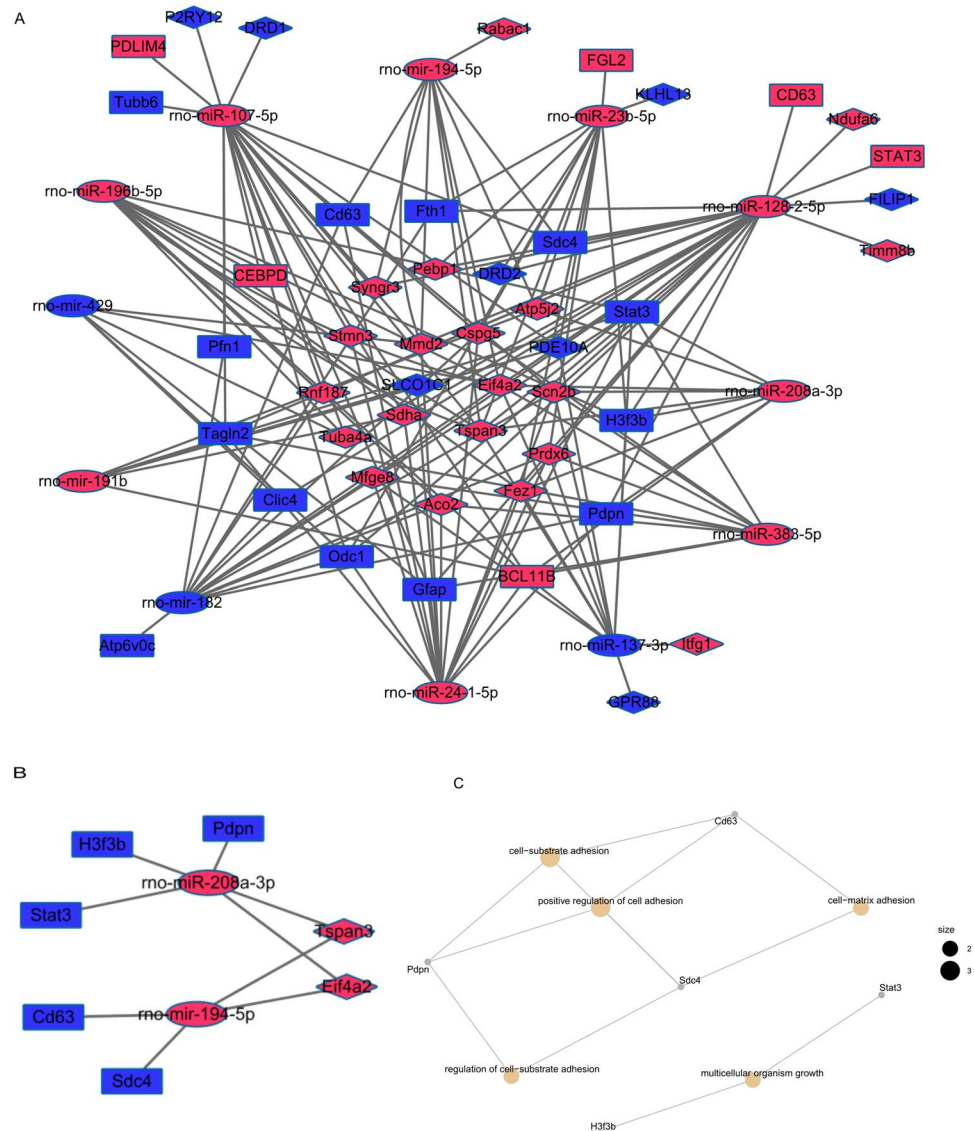 A
P2RY12
DRD1
Rabac1
PDLIM4
FGL2
rno-mir-194-5p
KLHL13
CD63
Tubb6
rno-miR-107-5p
rno-miR-23b-5p
Ndufa6
STAT3
rno-miR-196b-5p
FILIP1
rno-miR-128-2-5p
Cd63
Fth1
Sdc4
Timm8b
CEBPD
Pebp1
DRD2
Syngr3
rno-mir-429
Atp5j2
Stat3
Stmn3
Mmd2
Cspg5
Pfn1
PDE10A
SLCO1C1
Eif4a2
Scn2b
rno-miR-208a-3p
Rnf187
Sdha
H3f3b
Tagln2
Tuba4a
Tspan3
Prdx6
rno-mir-191b
Mfge8
Fez1
Clic4
Aco2
Pdpn
rno-miR-383-5p
Odc1
BCL11B
Gfap
rno-mir-182
Atp6v0c
rno-miR-137-3p
Itfg1
rno-miR-24-1-5p
GPR88
B
C
Pdpn
H3f3b
rno-miR-208a-3p
Stat3
Tspan3
Eif4a2
Cd63
rno-mir-194-5p
Sdc4
Cd63
cell−substrate adhesion
positive regulation of cell adhesion
cell−matrix adhesion
size
2
3
Pdpn
Sdc4
Stat3
regulation of cell−substrate adhesion
multicellular organism growth
H3f3b